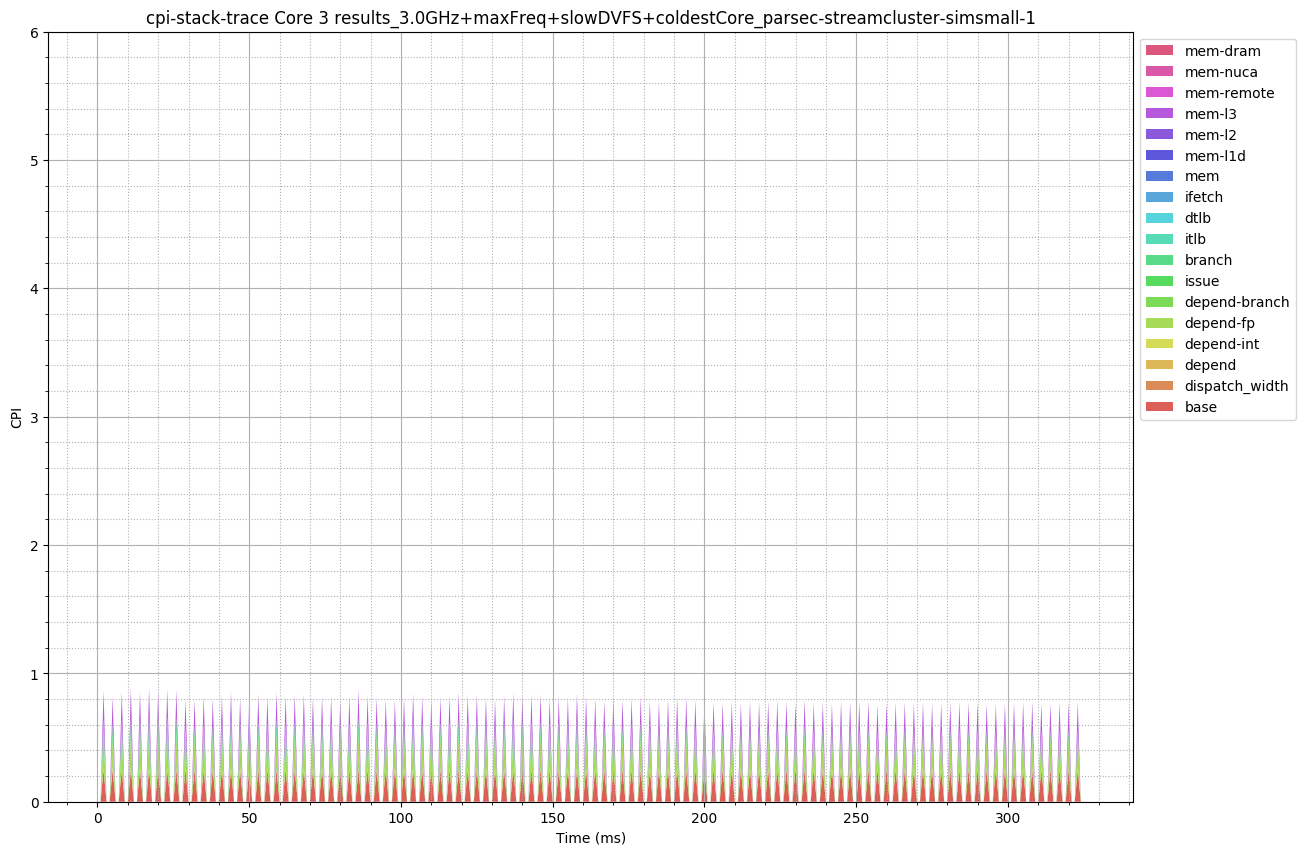 cpi-stack-trace Core 3 results_3.0GHz+maxFreq+slowDVFS+coldestCore_parsec-streamcluster-simsmall-1
6
5
4
3
2
1
0
CPI
0 50 100 150 200 250 300
Time (ms)
mem-dram
mem-nuca
mem-remote
mem-l3
mem-l2
mem-l1d
mem
ifetch
dtlb
itlb
branch
issue
depend-branch
depend-fp
depend-int
depend
dispatch_width
base